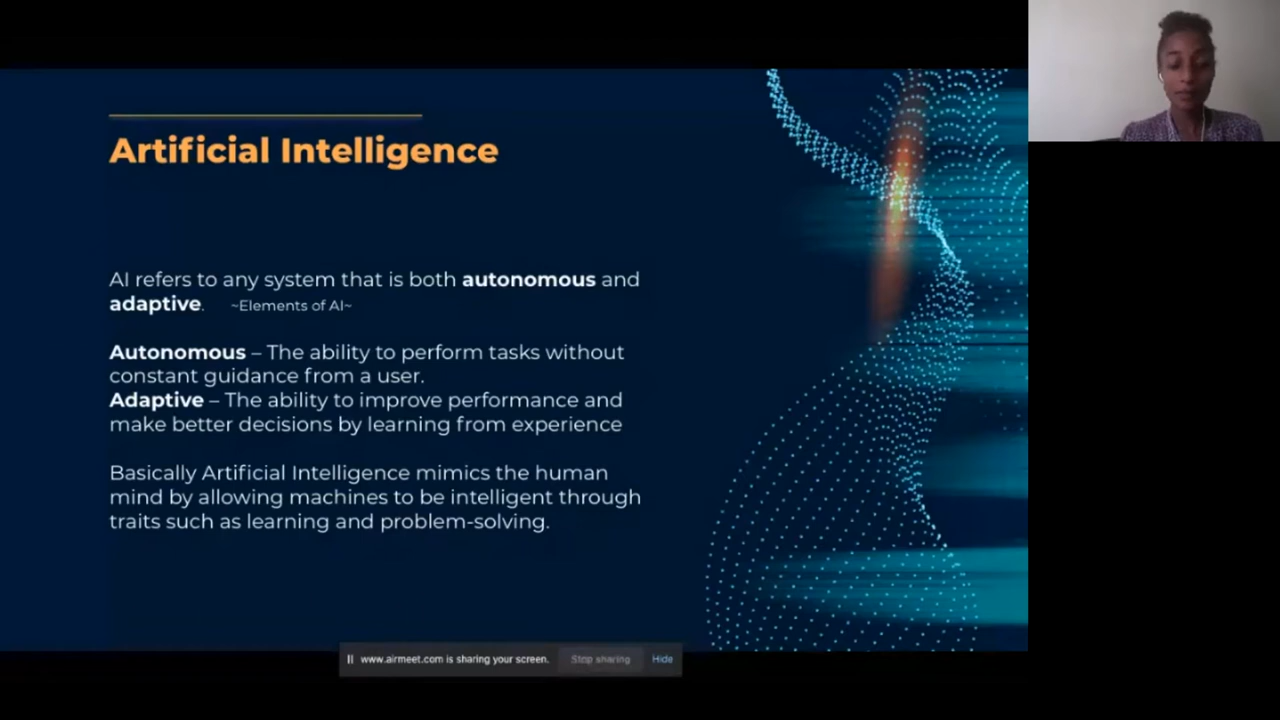 Artificial Intelligence
AI refers to any system that is both autonomous and
adaptive. ~Elements of AI~
Autonomous – The ability to perform tasks without
constant guidance from a user.
Adaptive – The ability to improve performance and
make better decisions by learning from experience
Basically Artificial Intelligence mimics the human
mind by allowing machines to be intelligent through
traits such as learning and problem-solving.
www.airmeet.com is sharing your screen. Stop sharing Hide